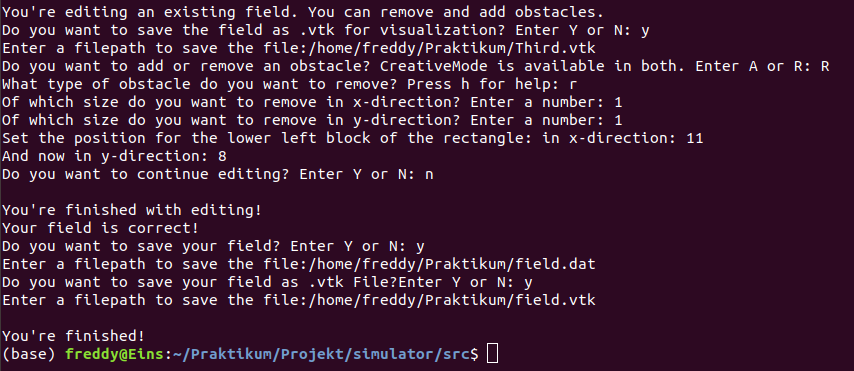 You're editing an existing field. You can remove and add obstacles.
Do you want to save the field as .vtk for visualization? Enter Y or N: y
Enter a filepath to save the file:/home/freddy/Praktikum/Third.vtk
Do you want to add or remove an obstacle? CreativeMode is available in both. Enter A or R: R
What type of obstacle do you want to remove? Press h for help: r
Of which size do you want to remove in x-direction? Enter a number: 1
Of which size do you want to remove in y-direction? Enter a number: 1
Set the position for the lower left block of the rectangle: in x-direction: 11
And now in y-direction: 8
Do you want to continue editing? Enter Y or N: n
You're finished with editing!
Your field is correct!
Do you want to save your field? Enter Y or N: y
Enter a filepath to save the file:/home/freddy/Praktikum/field.dat
Do you want to save your field as .vtk File?Enter Y or N: y
Enter a filepath to save the file:/home/freddy/Praktikum/field.vtk
You're finished!
(base) freddy@Eins:~/Praktikum/Projekt/simulator/src$